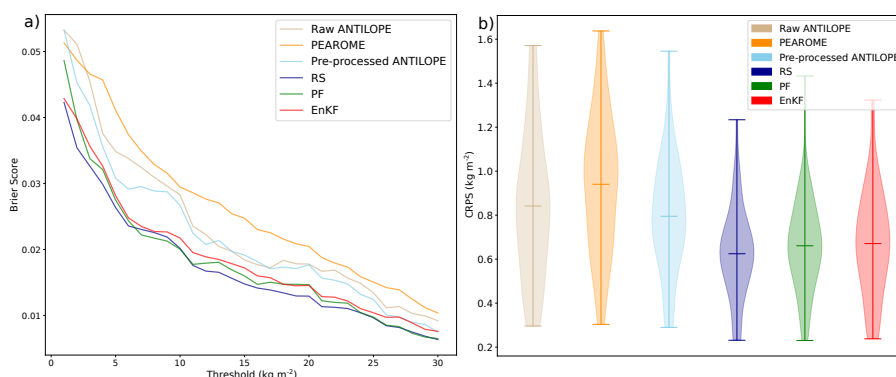 a)
Raw ANTILOPE
PEAROME
Pre-processed ANTILOPE
RS
PF
EnKF
Brier Score
0.05
0.04
0.03
0.02
0.01
0
5
10
15
20
25
30
Threshold (kg m-2)
b)
Raw ANTILOPE
PEAROME
Pre-processed ANTILOPE
RS
PF
EnKF
CRPS (kg m-2)
1.6
1.4
1.2
1.0
0.8
0.6
0.4
0.2